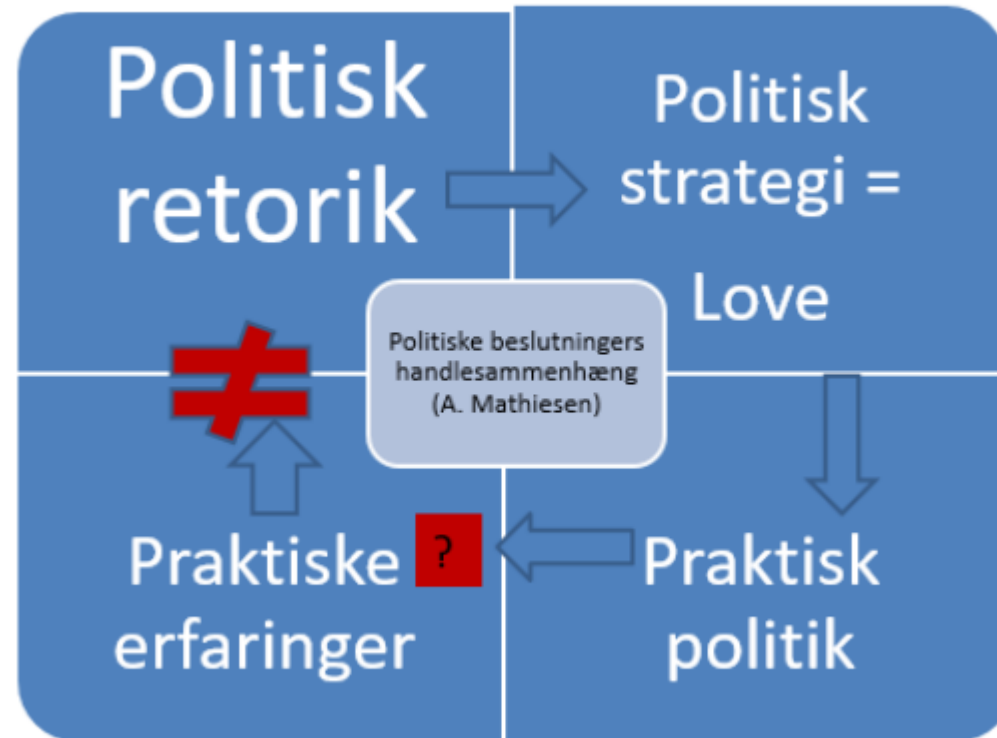 Politisk
retorik
Politisk
strategi =
Love
Politiske beslutningers
handlesammenhæng
(A. Mathiesen)
≠
Praktiske ?
erfaringer
Praktisk
politik